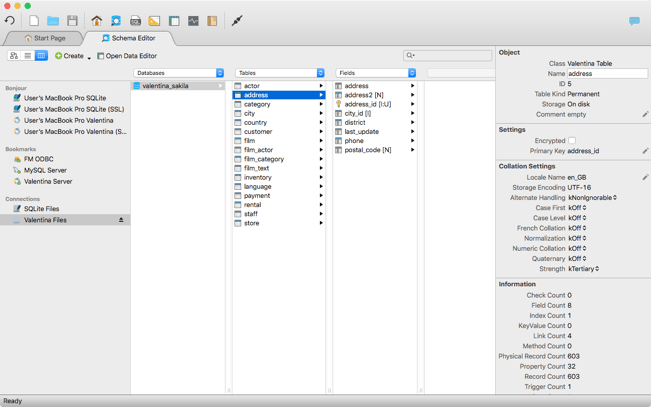 Start Page
Schema Editor
Create
Open Data Editor
Databases
Tables
Fields
Bonjour
User's MacBook Pro SQLite
User's MacBook Pro SQLite (SSL)
User's MacBook Pro Valentina
User's MacBook Pro Valentina (S...
Bookmarks
FM ODBC
MySQL Server
Valentina Server
Connections
SQLite Files
Valentina Files
valentina_sakila
actor
address
category
city
country
customer
film
film_actor
film_category
film_text
inventory
language
payment
rental
staff
store
address
address2 [N]
address_id [I:U]
city_id [I]
district
last_update
phone
postal_code [N]
Object
Class Valentina Table
Name address
ID 5
Table Kind Permanent
Storage On disk
Comment empty
Settings
Encrypted
Primary Key address_id
Collation Settings
Locale Name en_GB
Storage Encoding UTF-16
Alternate Handling kNonIgnorable
Case First kOff
Case Level kOff
French Collation kOff
Normalization kOff
Numeric Collation kOff
Quaternary kOff
Strength kTertiary
Information
Check Count 0
Field Count 8
Index Count 1
KeyValue Count 0
Link Count 4
Method Count 0
Physical Record Count 603
Property Count 32
Record Count 603
Trigger Count 1
Ready